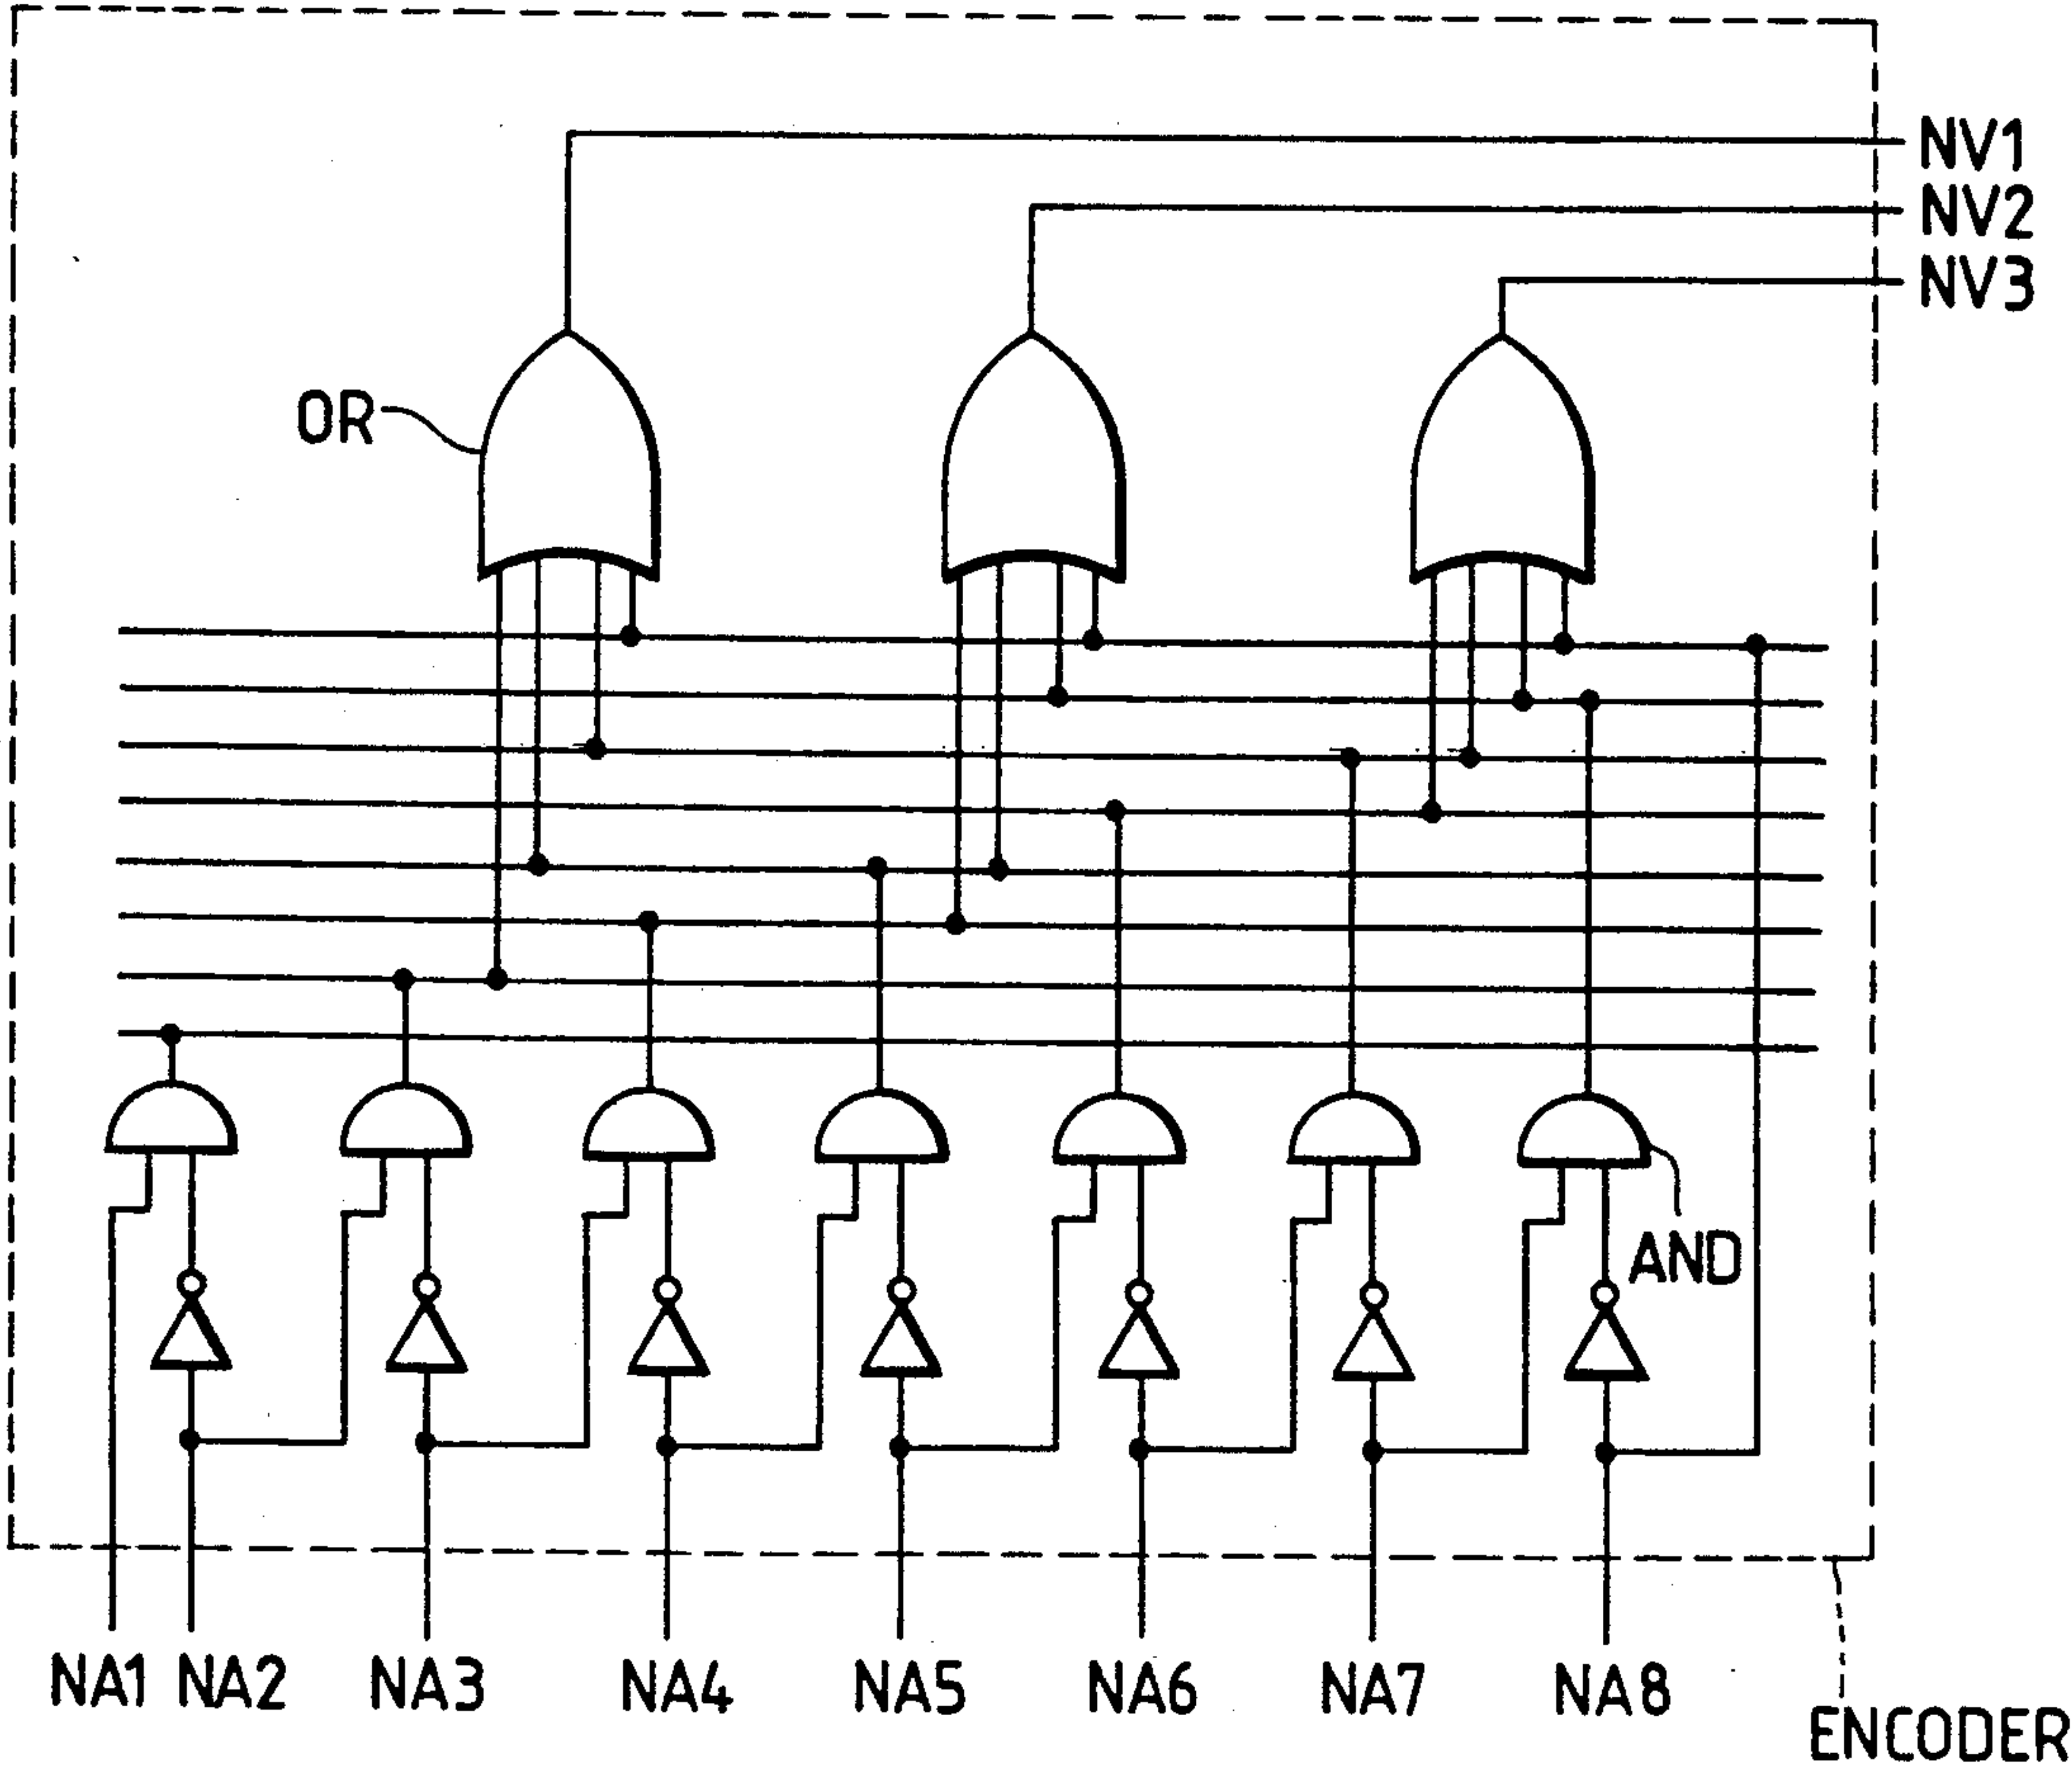 NV1
NV2
NV3
OR
AND
NA1 NA2 NA3 NA4 NA5 NA6 NA7 NA8
ENCODER